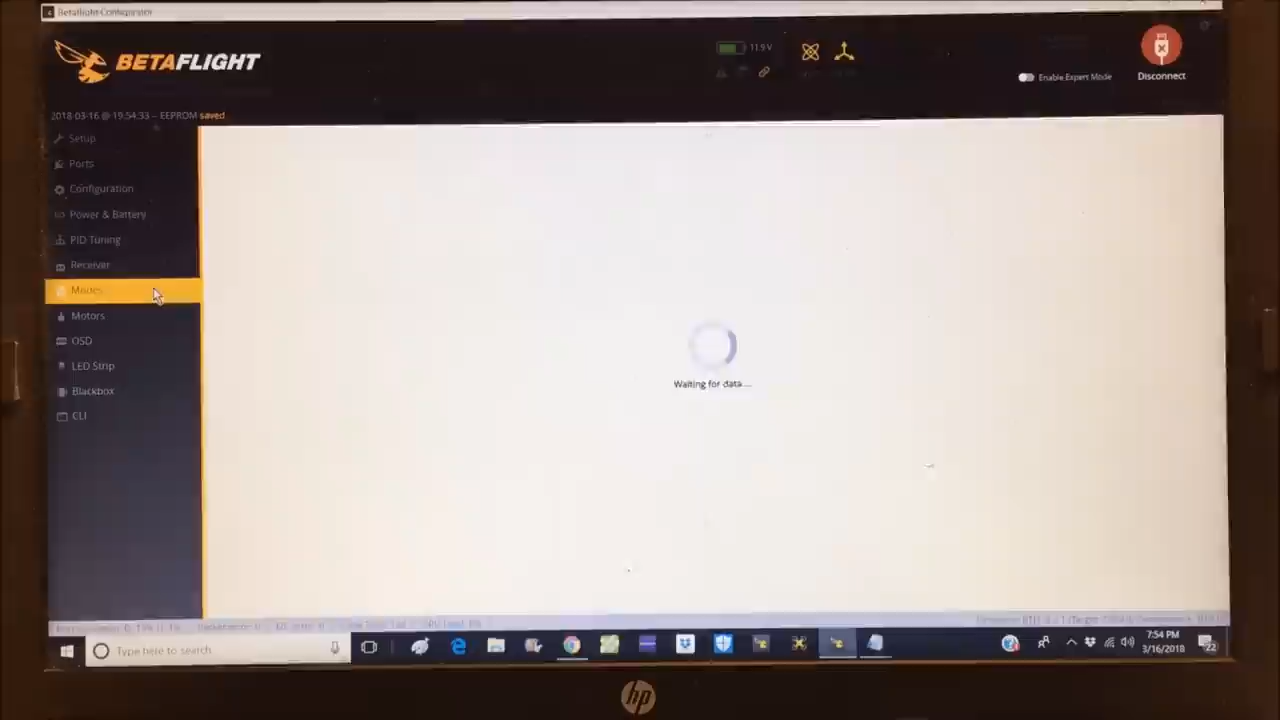 Betaflight Configurator
BETAFLIGHT
11.9 V
Enable Expert Mode
Disconnect
2018-03-16 @ 19:54:33 -- EEPROM saved
Setup
Ports
Configuration
Power & Battery
PID Tuning
Receiver
Modes
Motors
OSD
LED Strip
Blackbox
CLI
Waiting for data...
Type here to search
7:54 PM
3/16/2018
22
hp